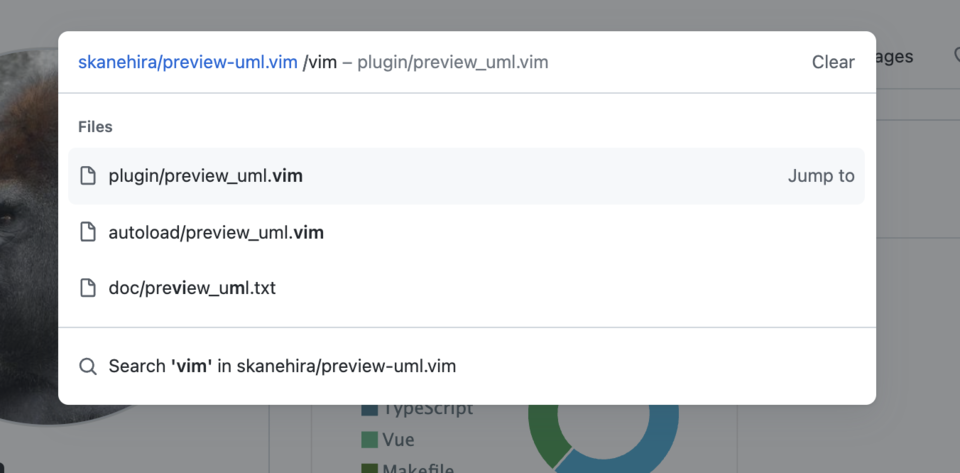 skanehira/preview-uml.vim /vim – plugin/preview_uml.vim Clear
Files
plugin/preview_uml.vim Jump to
autoload/preview_uml.vim
doc/preview_uml.txt
Search 'vim' in skanehira/preview-uml.vim
ages
TypeScript
Vue
Makefile